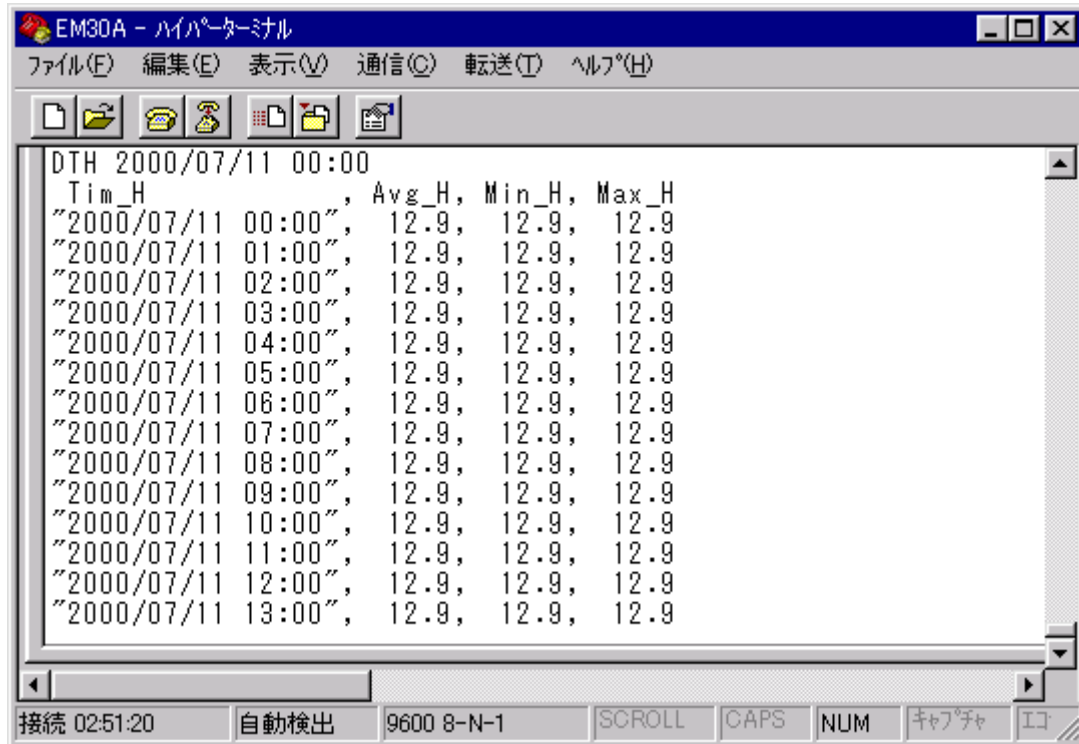 EM30A - ﾊｲﾊﾟｰﾀｰﾐﾅﾙ
ﾌｧｲﾙ(F) 編集(E) 表示(V) 通信(C) 転送(T) ﾍﾙﾌﾟ(H)
DTH 2000/07/11 00:00
Tim_H , Avg_H, Min_H, Max_H
"2000/07/11 00:00", 12.9, 12.9, 12.9
"2000/07/11 01:00", 12.9, 12.9, 12.9
"2000/07/11 02:00", 12.9, 12.9, 12.9
"2000/07/11 03:00", 12.9, 12.9, 12.9
"2000/07/11 04:00", 12.9, 12.9, 12.9
"2000/07/11 05:00", 12.9, 12.9, 12.9
"2000/07/11 06:00", 12.9, 12.9, 12.9
"2000/07/11 07:00", 12.9, 12.9, 12.9
"2000/07/11 08:00", 12.9, 12.9, 12.9
"2000/07/11 09:00", 12.9, 12.9, 12.9
"2000/07/11 10:00", 12.9, 12.9, 12.9
"2000/07/11 11:00", 12.9, 12.9, 12.9
"2000/07/11 12:00", 12.9, 12.9, 12.9
"2000/07/11 13:00", 12.9, 12.9, 12.9
接続 02:51:20 自動検出 9600 8-N-1 SCROLL CAPS NUM ｷｬﾌﾟﾁｬ ｴｺ